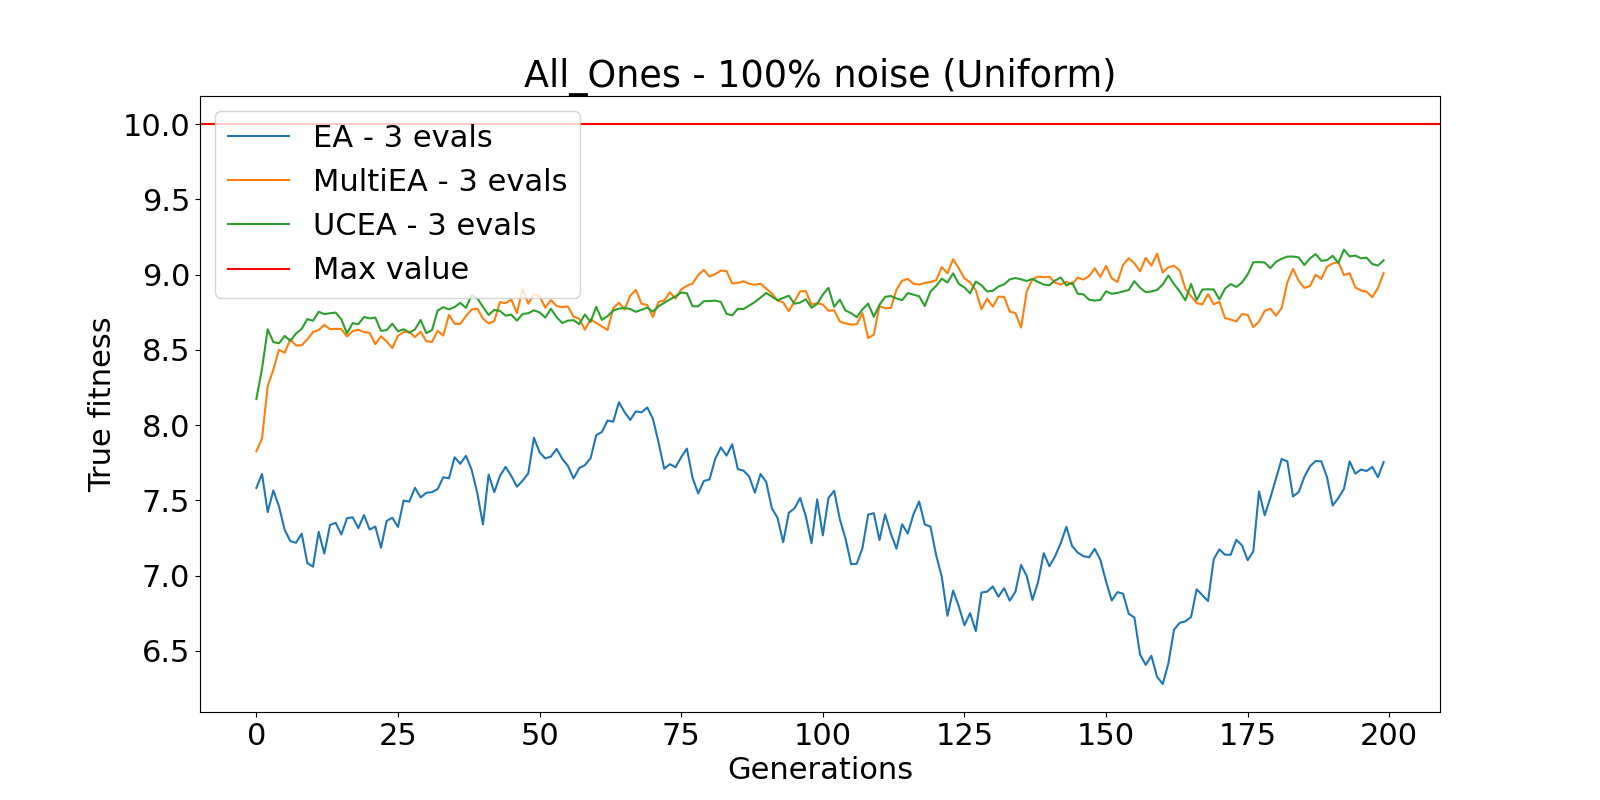 All_Ones - 100% noise (Uniform)
EA - 3 evals
MultiEA - 3 evals
UCEA - 3 evals
Max value
True fitness
10.0
9.5
9.0
8.5
8.0
7.5
7.0
6.5
0 25 50 75 100 125 150 175 200
Generations